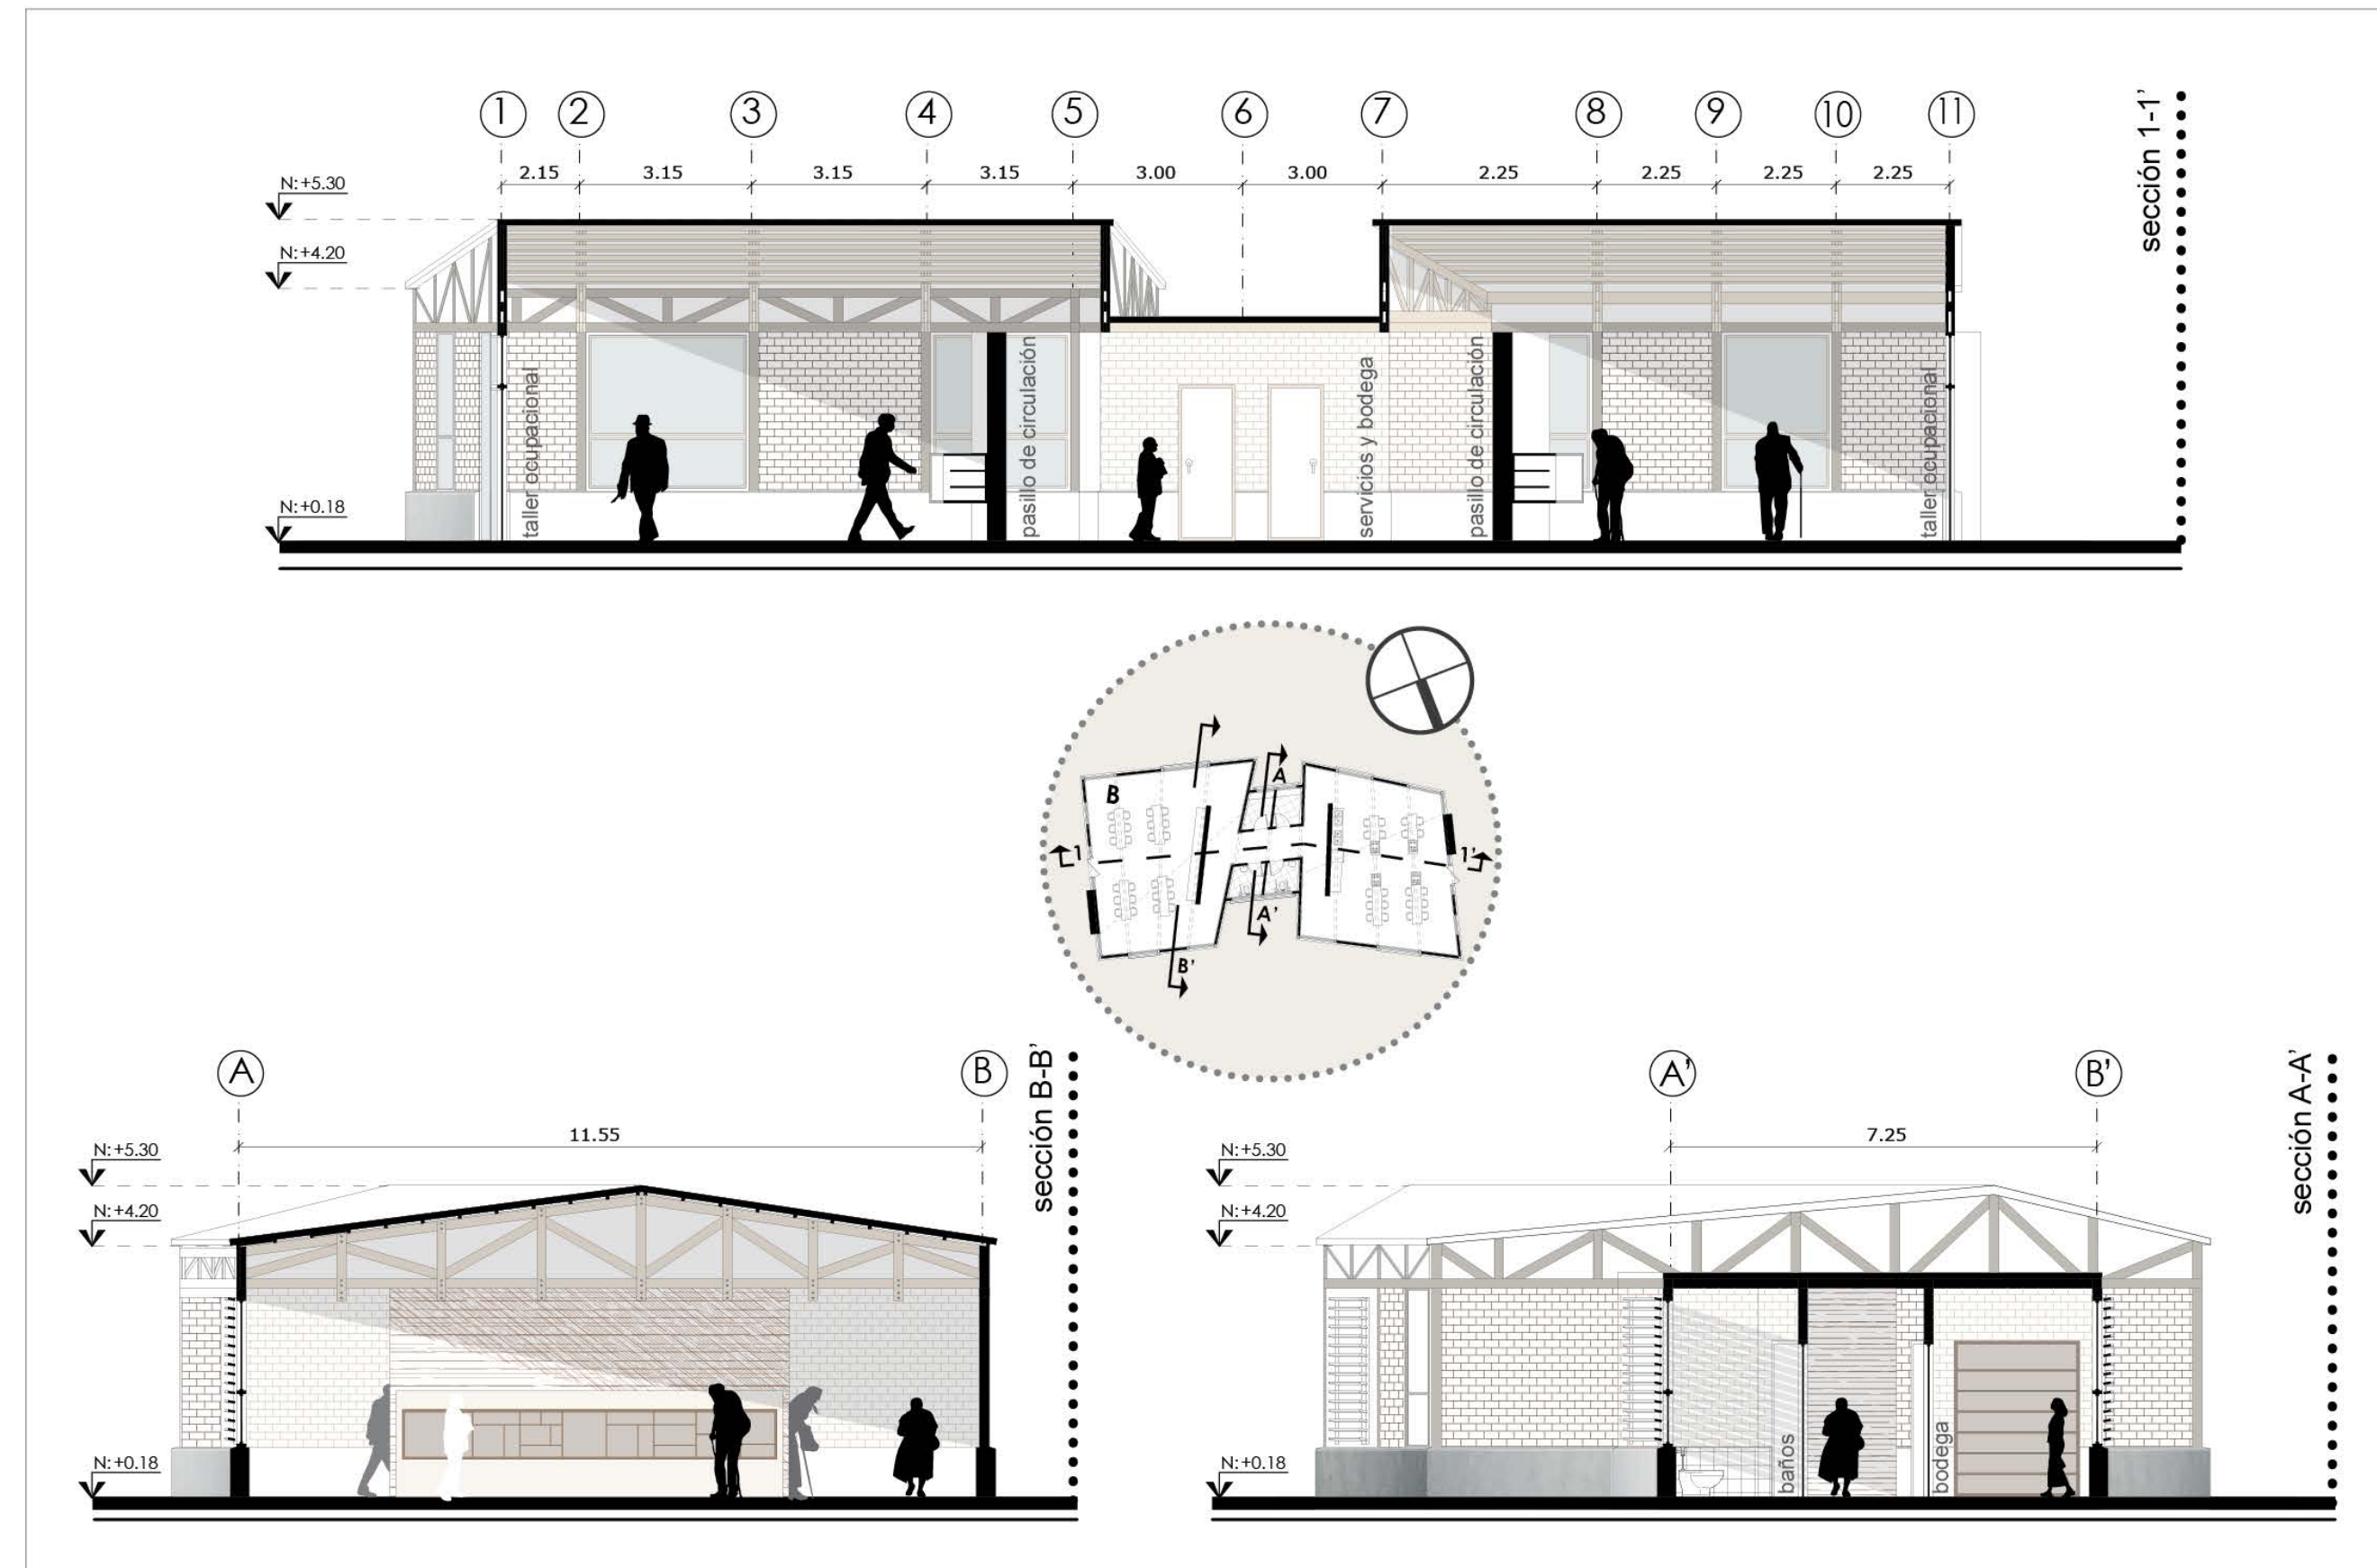 1 2 3 4 5 6 7 8 9 10 11
2.15 3.15 3.15 3.15 3.00 3.00 2.25 2.25 2.25 2.25
N:+5.30
N:+4.20
N:+0.18
taller ocupacional
pasillo de circulación
servicios y bodega
pasillo de circulación
taller ocupacional
sección 1-1'
A
B
1
1'
A'
B'
A B
11.55
N:+5.30
N:+4.20
N:+0.18
sección B-B'
A' B'
7.25
N:+5.30
N:+4.20
N:+0.18
baños
bodega
sección A-A'